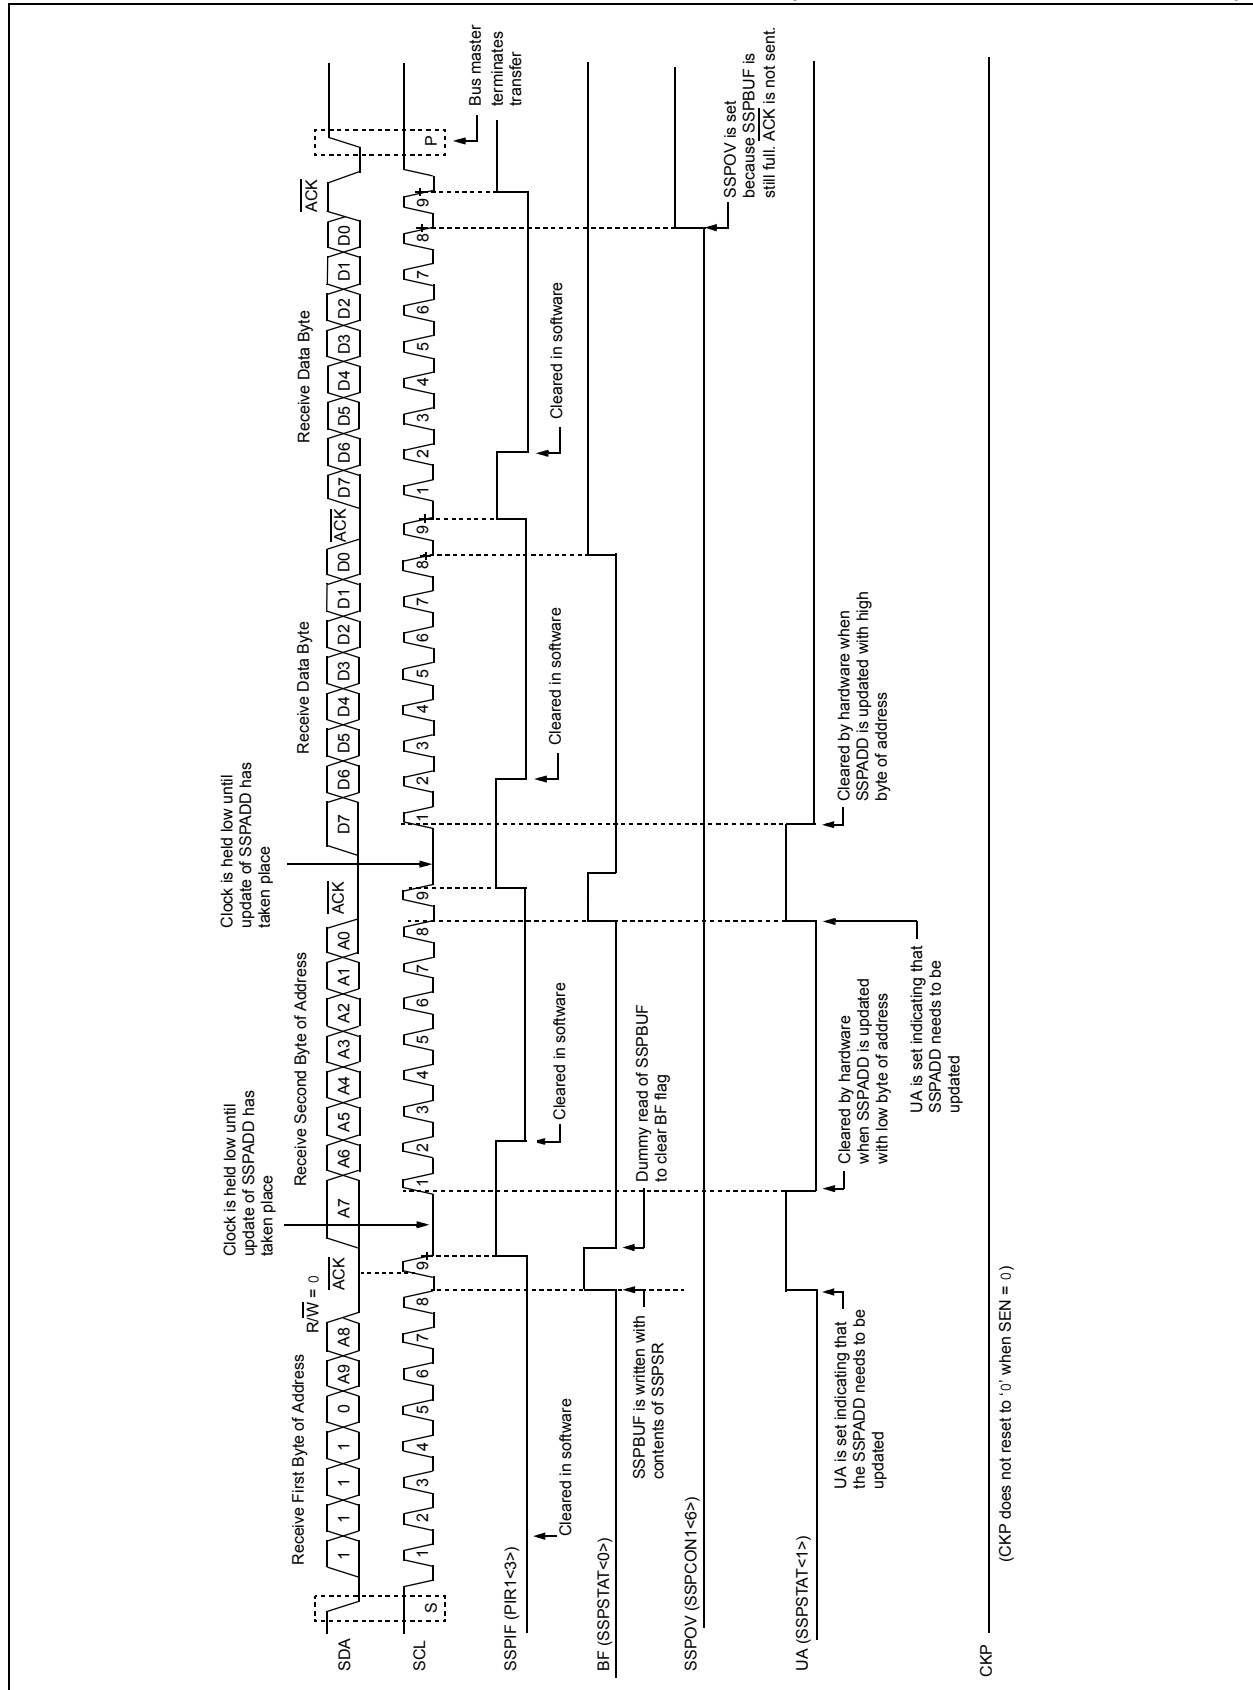 Receive First Byte of Address
R/W = 0
Receive Second Byte of Address
Clock is held low until
update of SSPADD has
taken place
Clock is held low until
update of SSPADD has
taken place
Receive Data Byte
Receive Data Byte
SDA
1 1 1 1 0 A9 A8 ACK A7 A6 A5 A4 A3 A2 A1 A0 ACK D7 D6 D5 D4 D3 D2 D1 D0 ACK D7 D6 D5 D4 D3 D2 D1 D0 ACK
SCL
S 1 2 3 4 5 6 7 8 9 1 2 3 4 5 6 7 8 9 1 2 3 4 5 6 7 8 9 1 2 3 4 5 6 7 8 9 P
Bus master
terminates
transfer
SSPIF (PIR1<3>)
Cleared in software
Cleared in software
Cleared in software
Cleared in software
BF (SSPSTAT<0>)
SSPBUF is written with
contents of SSPSR
Dummy read of SSPBUF
to clear BF flag
SSPOV (SSPCON1<6>)
SSPOV is set
because SSPBUF is
still full. ACK is not sent.
UA (SSPSTAT<1>)
UA is set indicating that
the SSPADD needs to be
updated
Cleared by hardware
when SSPADD is updated
with low byte of address
UA is set indicating that
SSPADD needs to be
updated
Cleared by hardware when
SSPADD is updated with high
byte of address
CKP
(CKP does not reset to ‘0’ when SEN = 0)